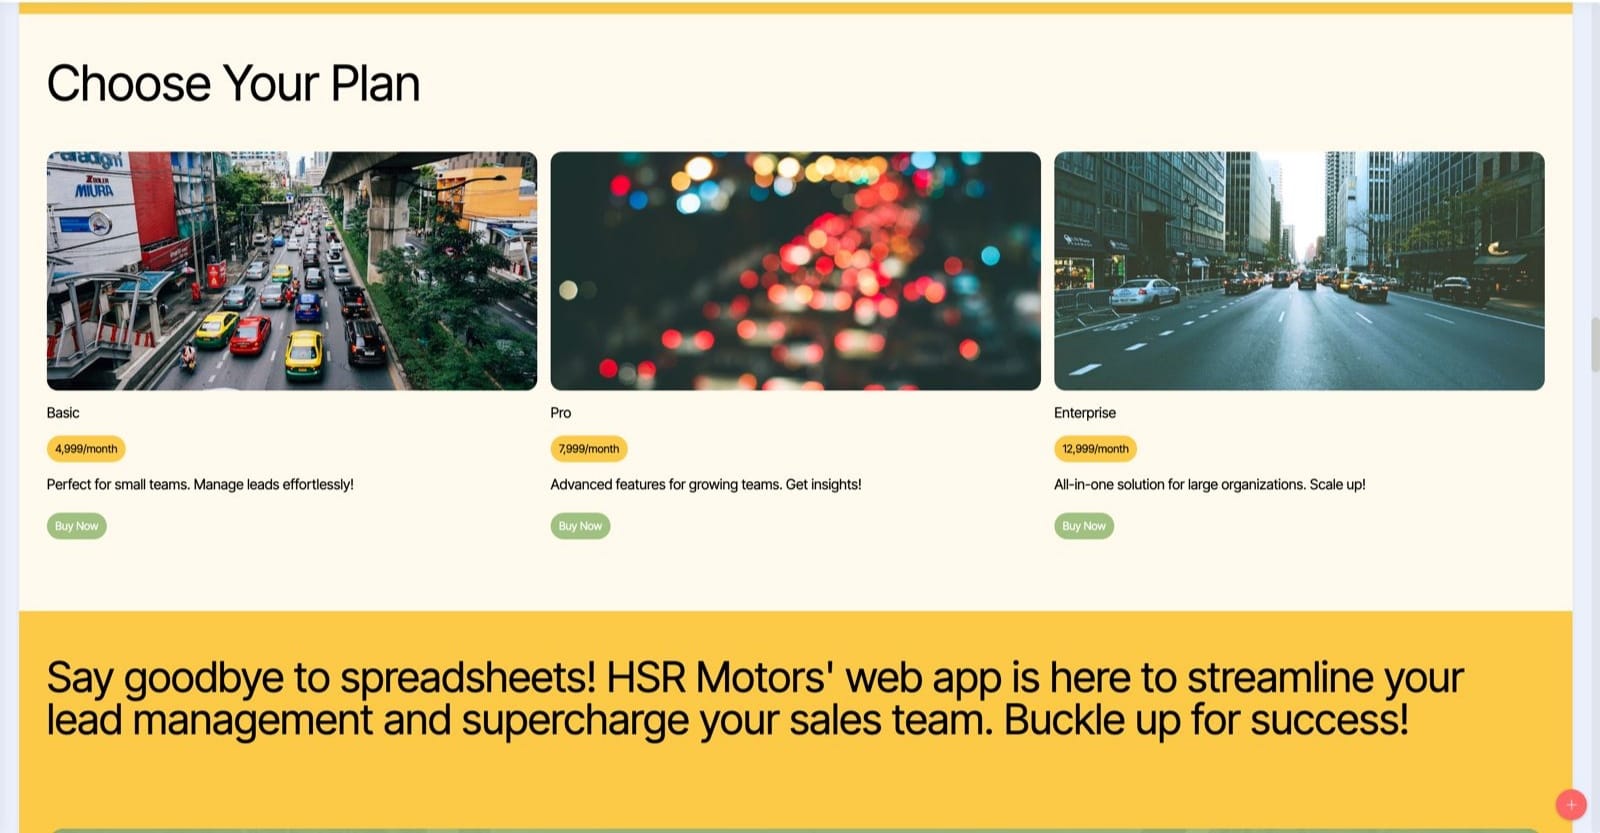 Choose Your Plan
paradigm
MIURA
Basic
4,999/month
Perfect for small teams. Manage leads effortlessly!
Buy Now
Pro
7,999/month
Advanced features for growing teams. Get insights!
Buy Now
Enterprise
12,999/month
All-in-one solution for large organizations. Scale up!
Buy Now
Say goodbye to spreadsheets! HSR Motors' web app is here to streamline your
lead management and supercharge your sales team. Buckle up for success!